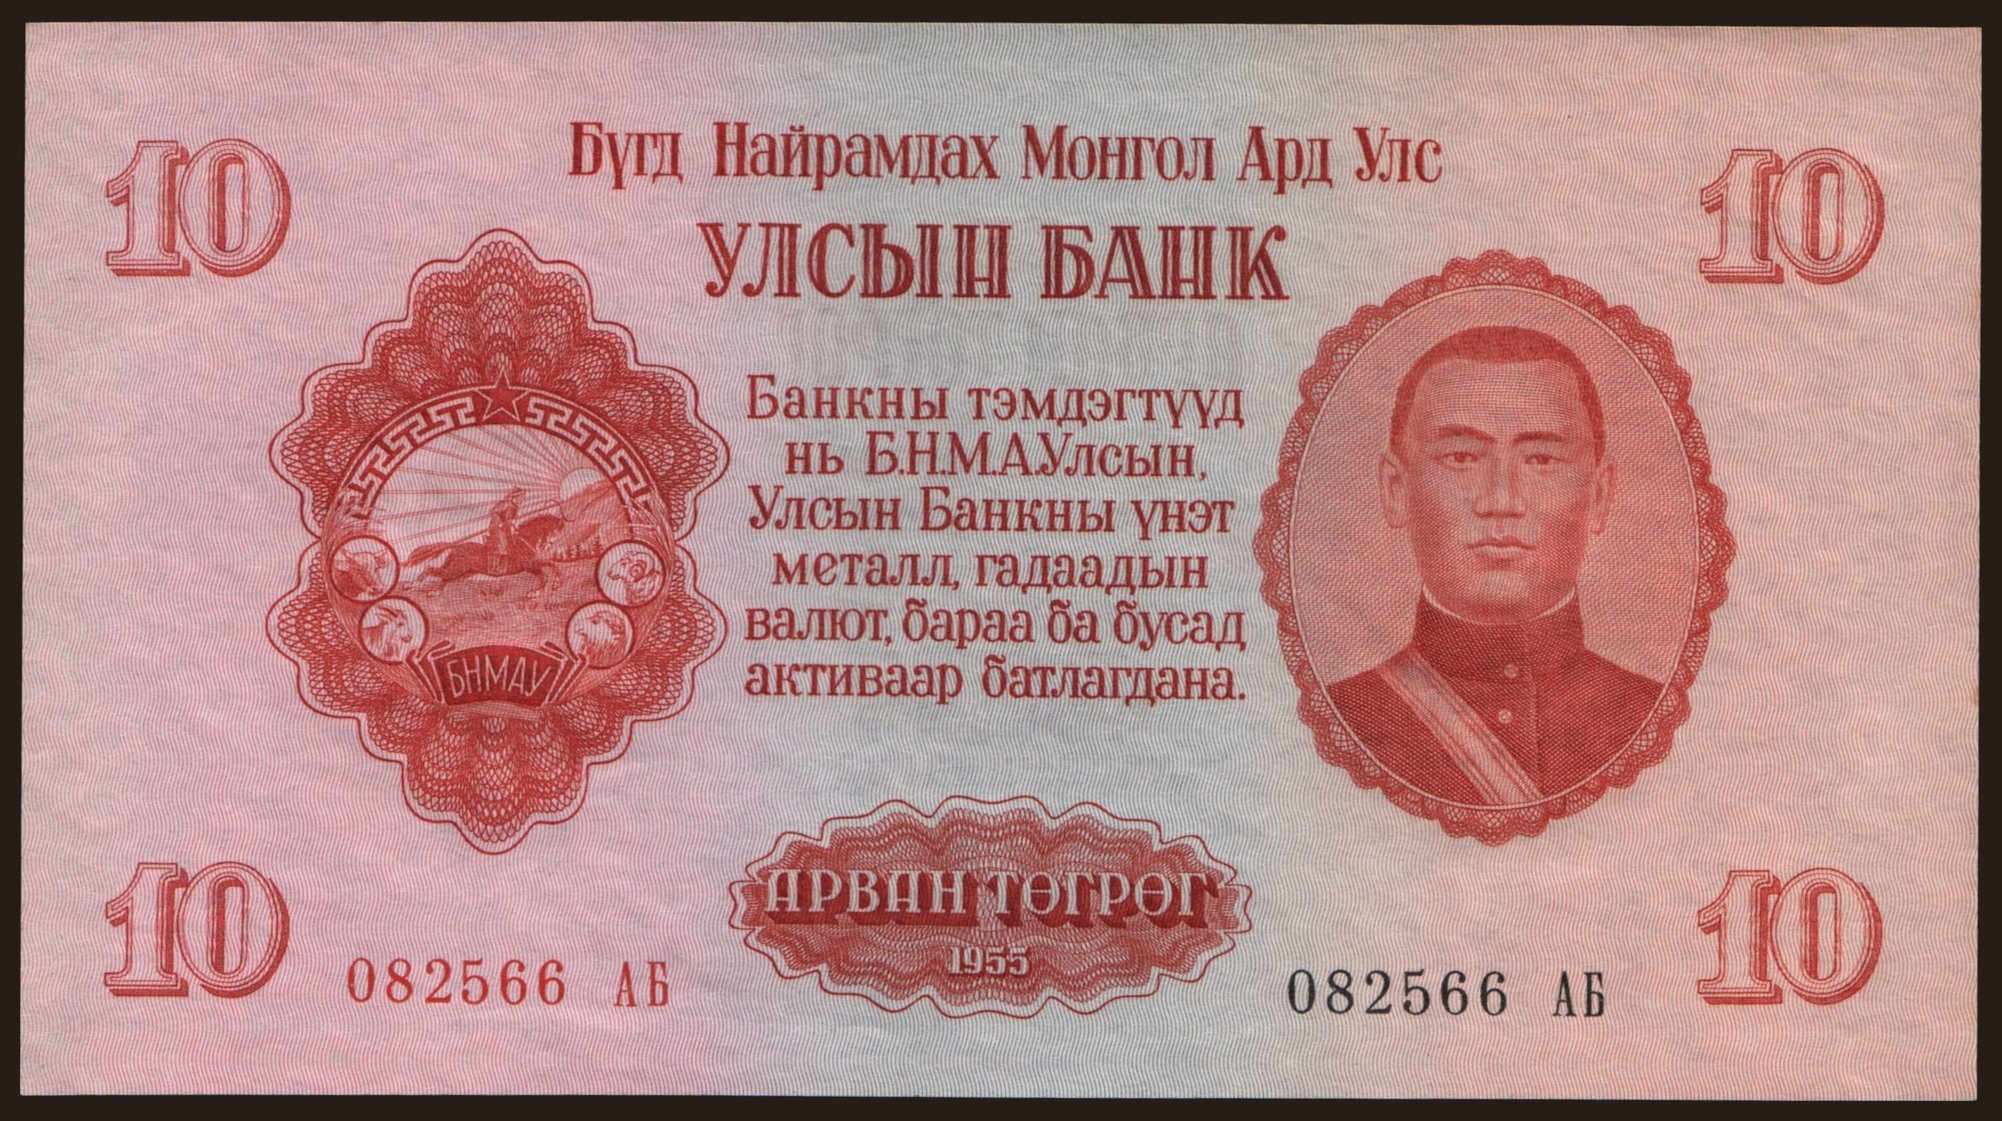 10
10
Бүгд Найрамдах Монгол Ард Улс
УЛСЫН БАНК
Банкны тэмдэгтүүд
нь Б.Н.М.А.Улсын,
Улсын Банкны үнэт
металл, гадаадын
валют, бараа ба бусад
активаар батлагдана.
БНМАУ
АРВАН ТӨГРӨГ
1955
10
082566 АБ
082566 АБ
10